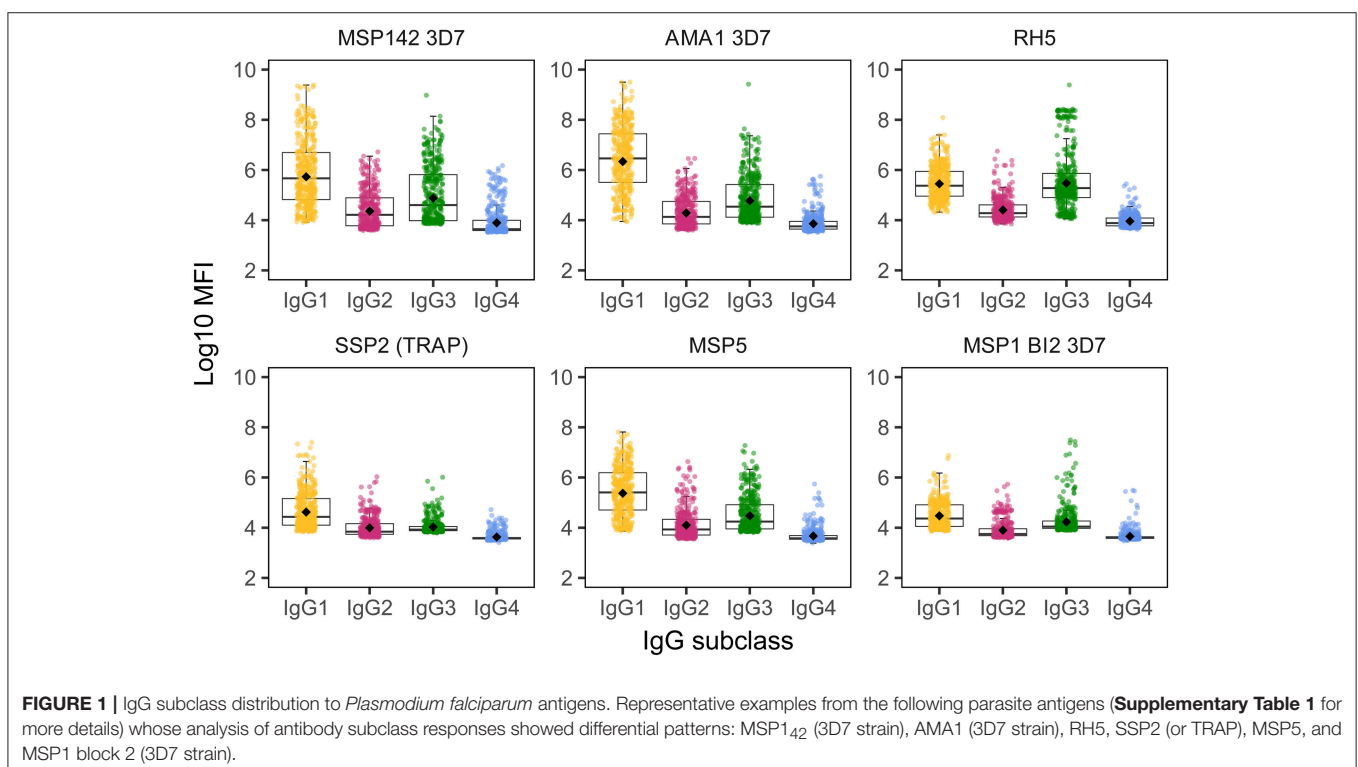 MSP142 3D7
AMA1 3D7
RH5
10
8
6
4
2
IgG1 IgG2 IgG3 IgG4
10
8
6
4
2
IgG1 IgG2 IgG3 IgG4
10
8
6
4
2
IgG1 IgG2 IgG3 IgG4
Log10 MFI
SSP2 (TRAP)
MSP5
MSP1 Bl2 3D7
10
8
6
4
2
IgG1 IgG2 IgG3 IgG4
10
8
6
4
2
IgG1 IgG2 IgG3 IgG4
10
8
6
4
2
IgG1 IgG2 IgG3 IgG4
IgG subclass
FIGURE 1 | IgG subclass distribution to Plasmodium falciparum antigens. Representative examples from the following parasite antigens (Supplementary Table 1 for
more details) whose analysis of antibody subclass responses showed differential patterns: MSP1₄₂ (3D7 strain), AMA1 (3D7 strain), RH5, SSP2 (or TRAP), MSP5, and
MSP1 block 2 (3D7 strain).